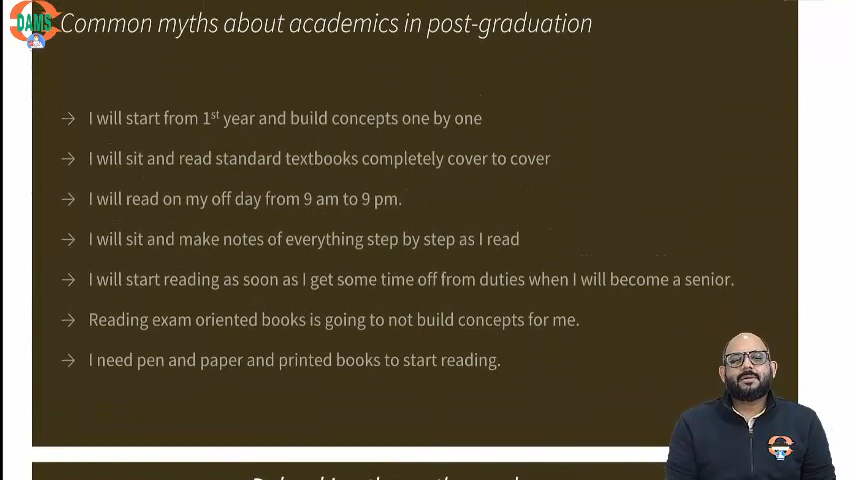 DAMS
Common myths about academics in post-graduation
→ I will start from 1st year and build concepts one by one
→ I will sit and read standard textbooks completely cover to cover
→ I will read on my off day from 9 am to 9 pm.
→ I will sit and make notes of everything step by step as I read
→ I will start reading as soon as I get some time off from duties when I will become a senior.
→ Reading exam oriented books is going to not build concepts for me.
→ I need pen and paper and printed books to start reading.